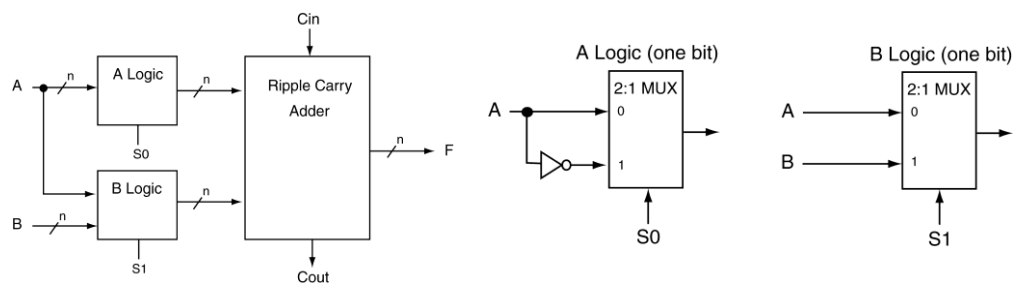 Cin
A
n
A Logic
n
Ripple Carry
Adder
S0
n
F
B Logic
n
B
n
S1
Cout
A Logic (one bit)
2:1 MUX
A
0
1
S0
B Logic (one bit)
2:1 MUX
A
0
B
1
S1